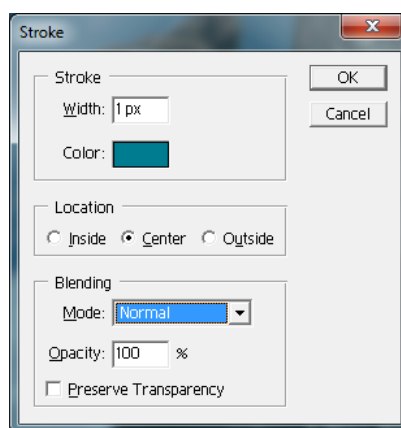 Stroke
Stroke
OK
Width: 1 px
Cancel
Color:
Location
Inside Center Outside
Blending
Mode: Normal
Opacity: 100 %
Preserve Transparency